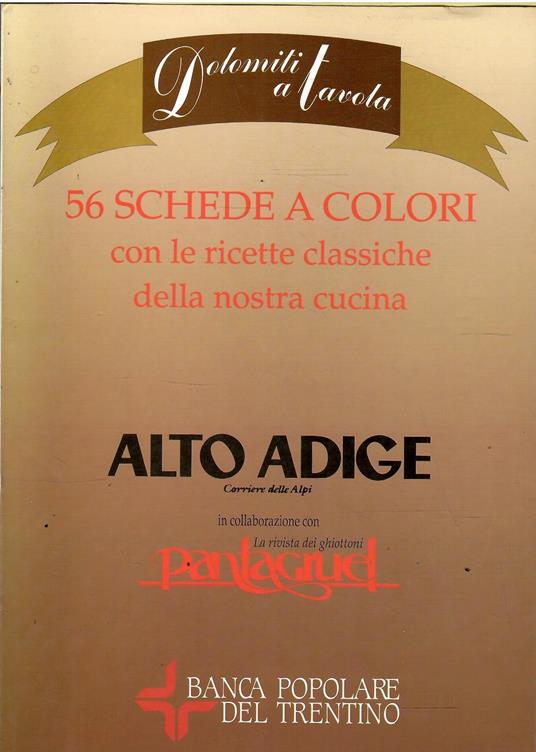 Dolomiti
a tavola
56 SCHEDE A COLORI
con le ricette classiche
della nostra cucina
ALTO ADIGE
Corriere delle Alpi
in collaborazione con
La rivista dei ghiottoni
pantagruel
BANCA POPOLARE
DEL TRENTINO